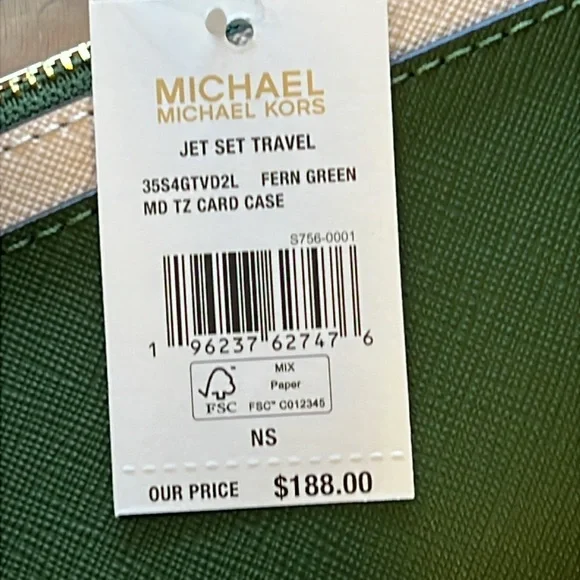 MICHAEL
MICHAEL KORS
JET SET TRAVEL
35S4GTVD2L FERN GREEN
MD TZ CARD CASE
S756-0001
1 96237 62747 6
FSC
MIX
Paper
FSC™ C012345
NS
OUR PRICE $188.00